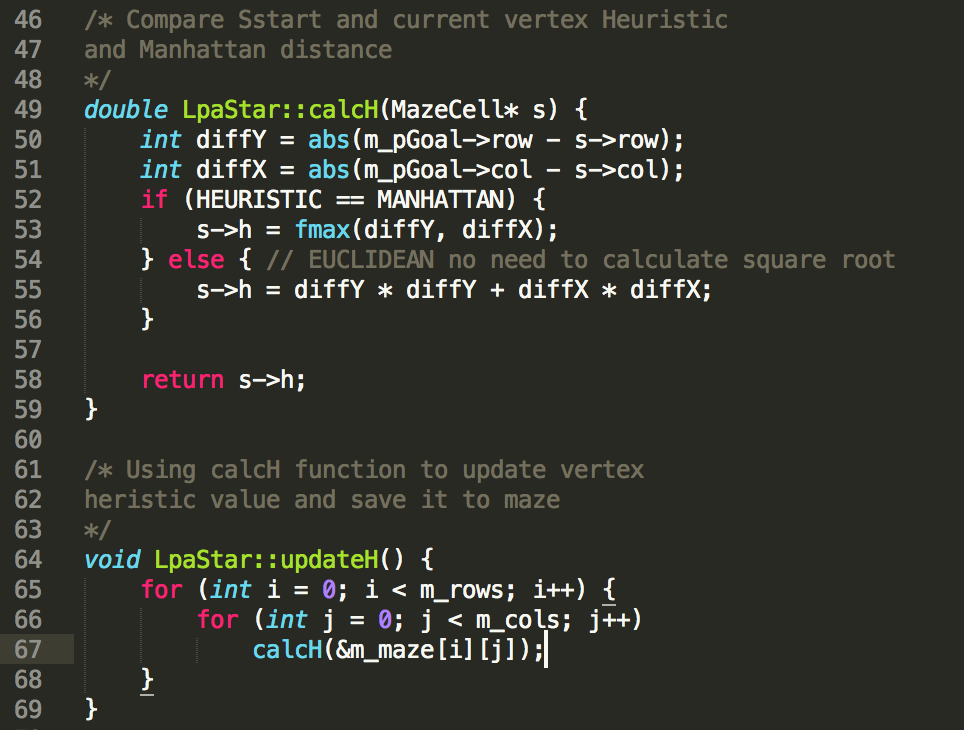 46 /* Compare Sstart and current vertex Heuristic
47 and Manhattan distance
48 */
49 double LpaStar::calcH(MazeCell* s) {
50     int diffY = abs(m_pGoal->row - s->row);
51     int diffX = abs(m_pGoal->col - s->col);
52     if (HEURISTIC == MANHATTAN) {
53         s->h = fmax(diffY, diffX);
54     } else { // EUCLIDEAN no need to calculate square root
55         s->h = diffY * diffY + diffX * diffX;
56     }
57
58     return s->h;
59 }
60
61 /* Using calcH function to update vertex
62 heristic value and save it to maze
63 */
64 void LpaStar::updateH() {
65     for (int i = 0; i < m_rows; i++) {
66         for (int j = 0; j < m_cols; j++)
67             calcH(&m_maze[i][j]);
68     }
69 }